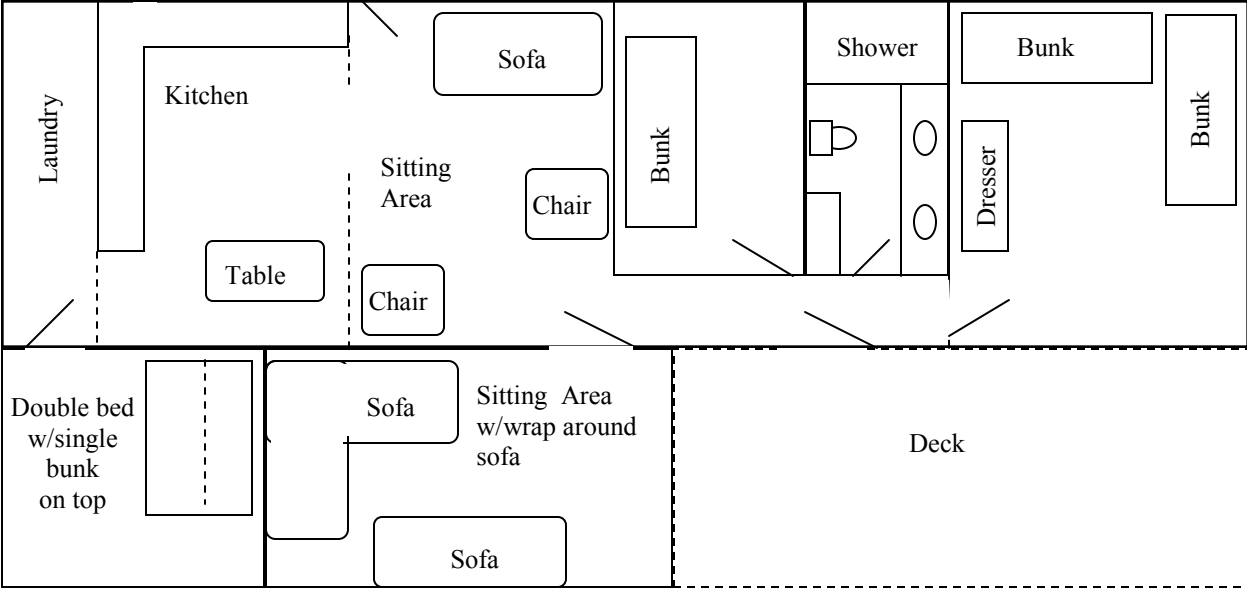 Laundry
Kitchen
Table
Sofa
Sitting
Area
Chair
Chair
Bunk
Shower
Bunk
Bunk
Dresser
Double bed
w/single
bunk
on top
Sofa
Sitting Area
w/wrap around
sofa
Sofa
Deck